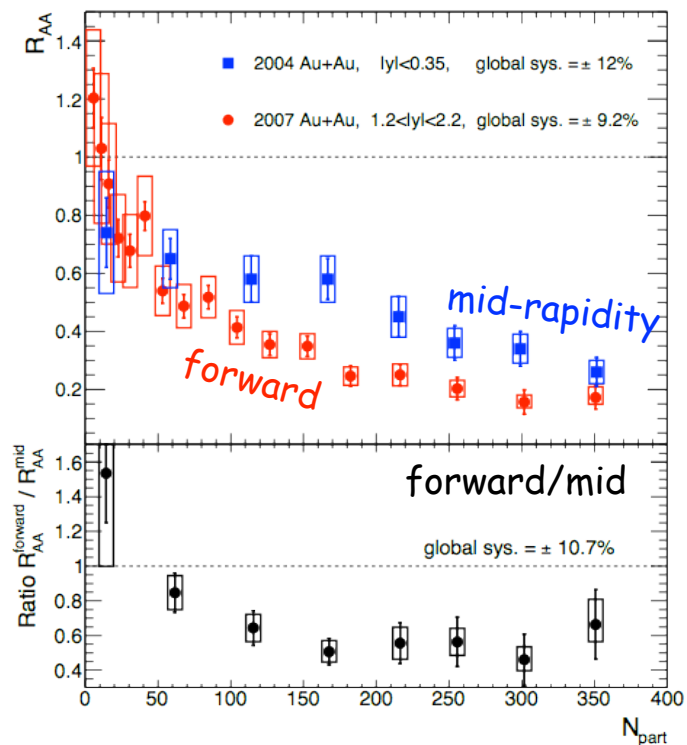 R_AA
1.4
2004 Au+Au, |y|<0.35, global sys. = ± 12%
1.2
2007 Au+Au, 1.2<|y|<2.2, global sys. = ± 9.2%
1
0.8
0.6
mid-rapidity
0.4
forward
0.2
1.6
forward/mid
1.4
1.2
global sys. = ± 10.7%
1
0.8
0.6
0.4
Ratio R_AA^forward / R_AA^mid
0 50 100 150 200 250 300 350 400
N_part